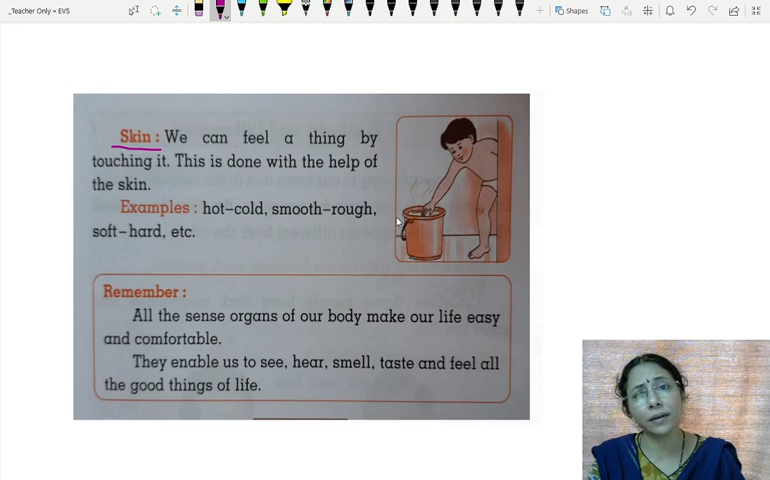 _Teacher Only ~ EVS
Shapes
Skin : We can feel a thing by
touching it. This is done with the help of
the skin.
Examples : hot–cold, smooth–rough,
soft–hard, etc.
Remember :
All the sense organs of our body make our life easy
and comfortable.
They enable us to see, hear, smell, taste and feel all
the good things of life.